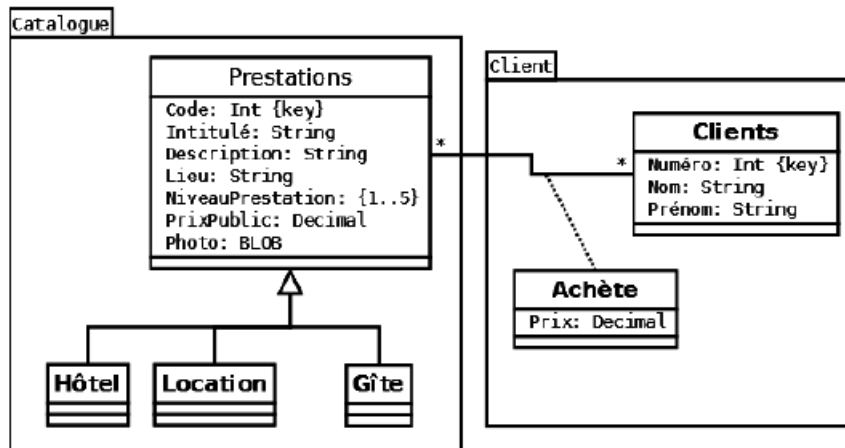 Catalogue
Prestations
Code: Int {key}
Intitulé: String
Description: String
Lieu: String
NiveauPrestation: {1..5}
PrixPublic: Decimal
Photo: BLOB
*
*
Hôtel
Location
Gîte
Client
Clients
Numéro: Int {key}
Nom: String
Prénom: String
Achète
Prix: Decimal